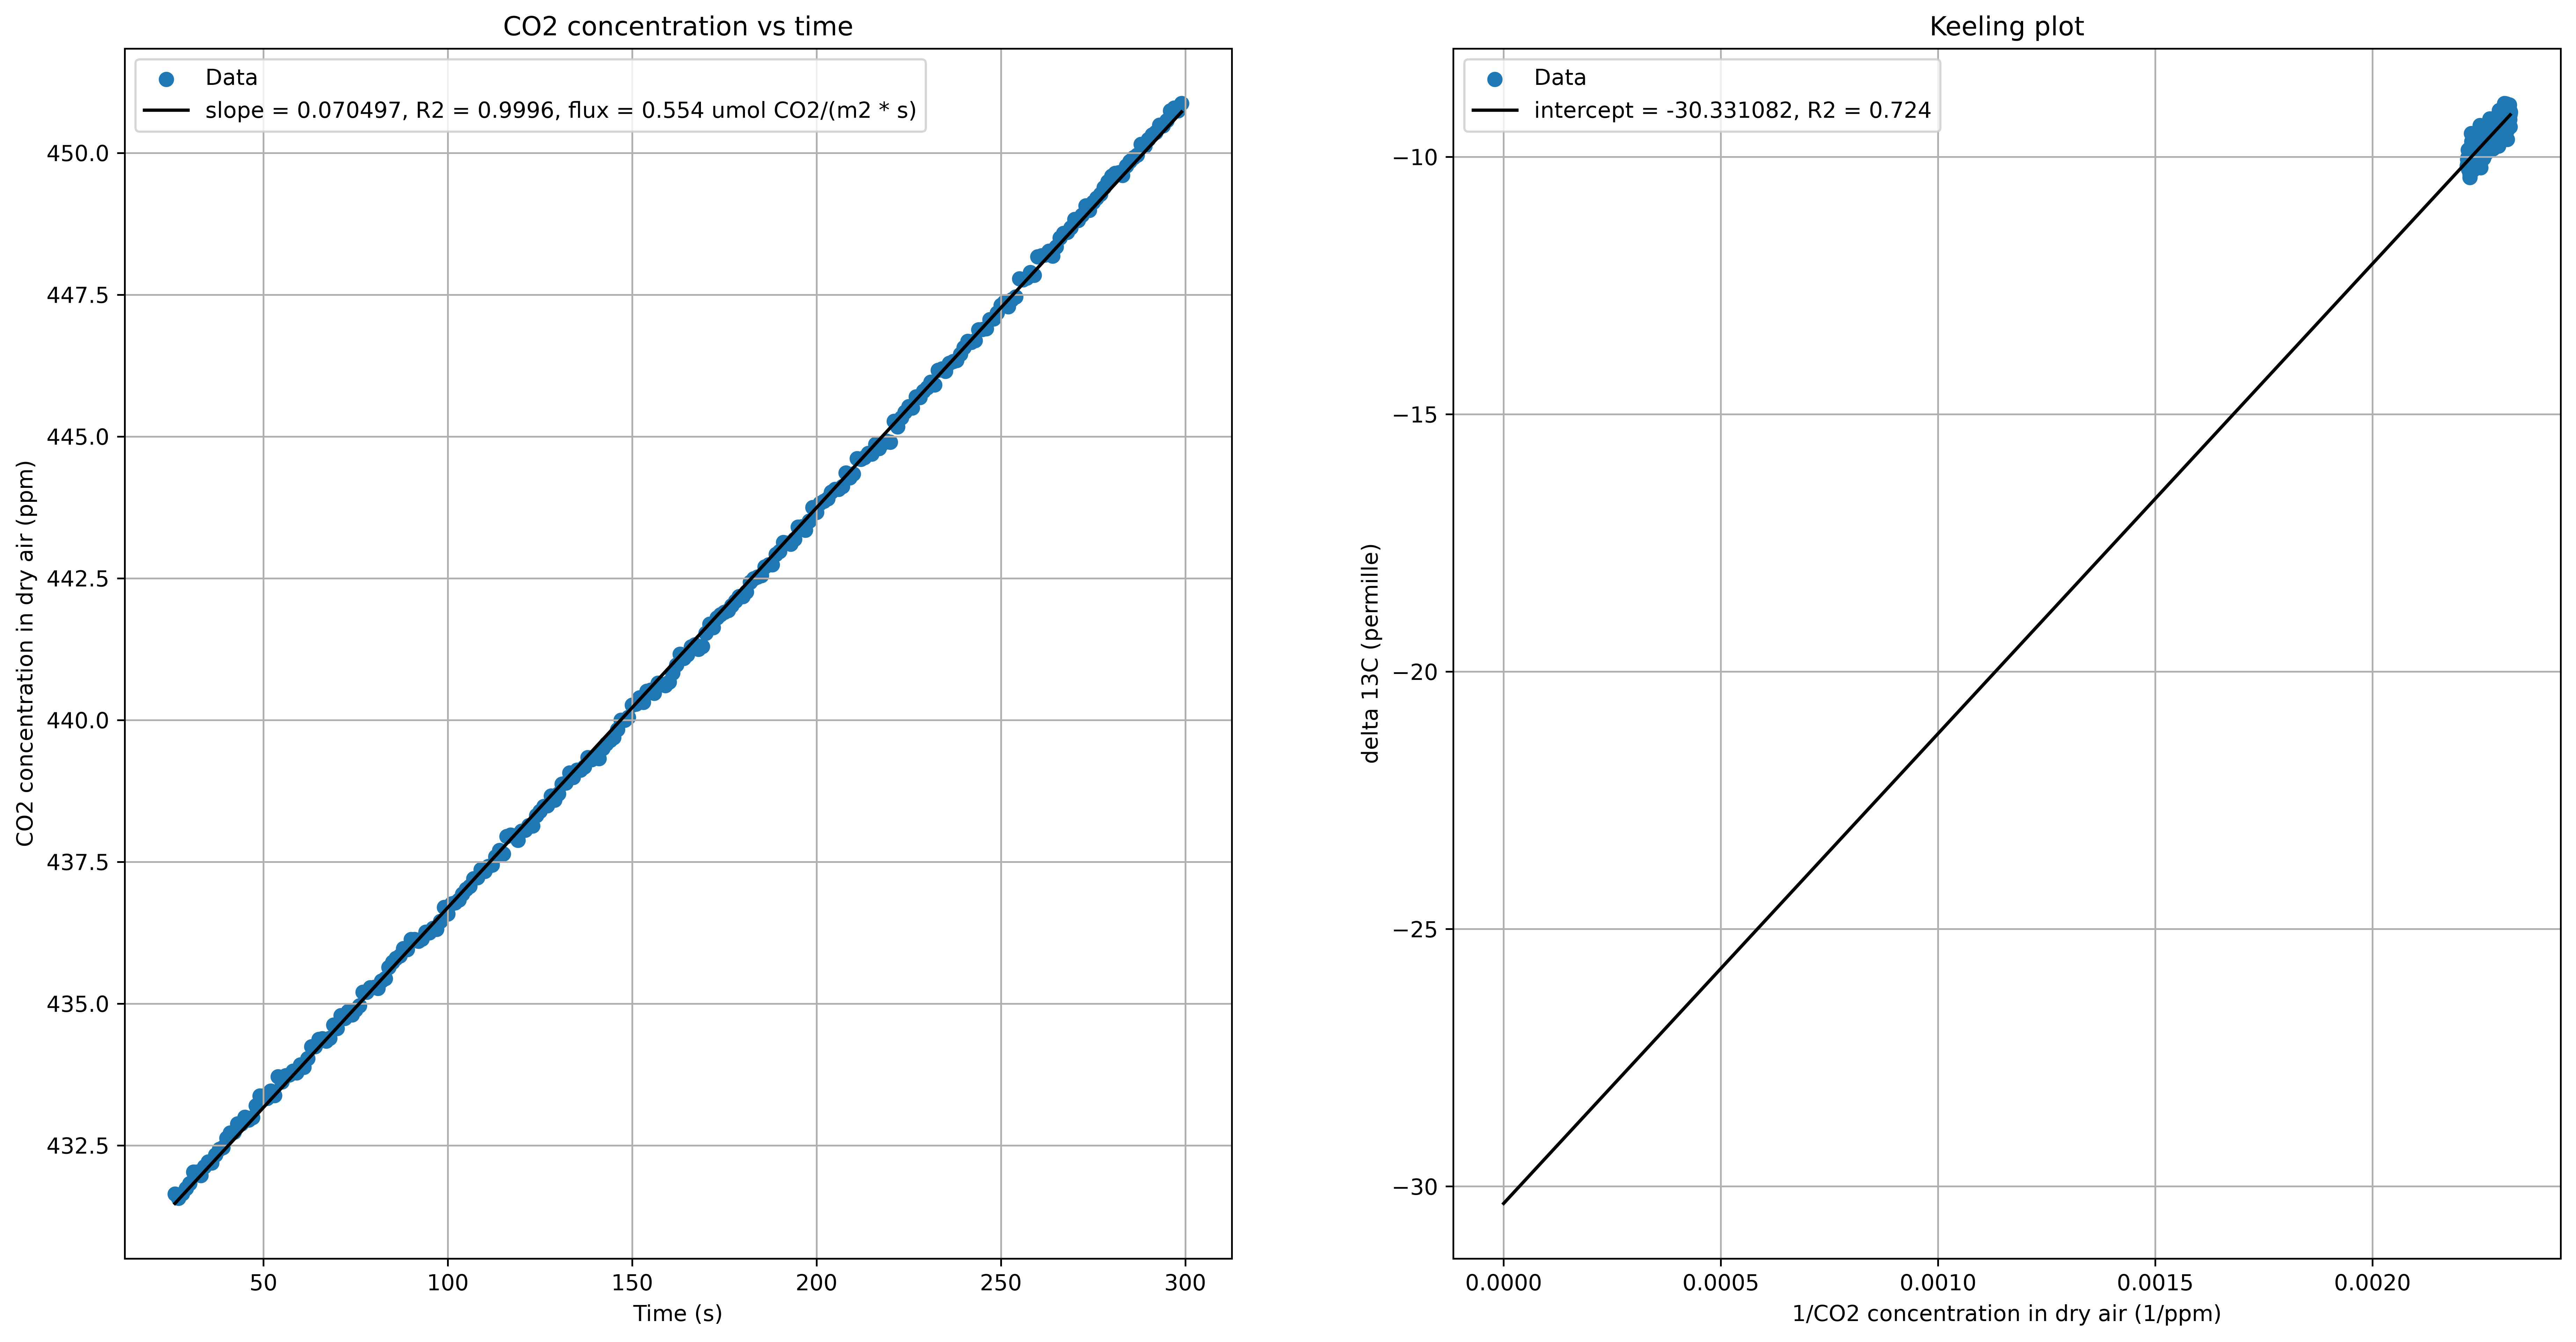 CO2 concentration vs time
Data
slope = 0.070497, R2 = 0.9996, flux = 0.554 umol CO2/(m2 * s)
CO2 concentration in dry air (ppm)
450.0
447.5
445.0
442.5
440.0
437.5
435.0
432.5
50 100 150 200 250 300
Time (s)
Keeling plot
Data
intercept = -30.331082, R2 = 0.724
delta 13C (permille)
−10
−15
−20
−25
−30
0.0000 0.0005 0.0010 0.0015 0.0020
1/CO2 concentration in dry air (1/ppm)